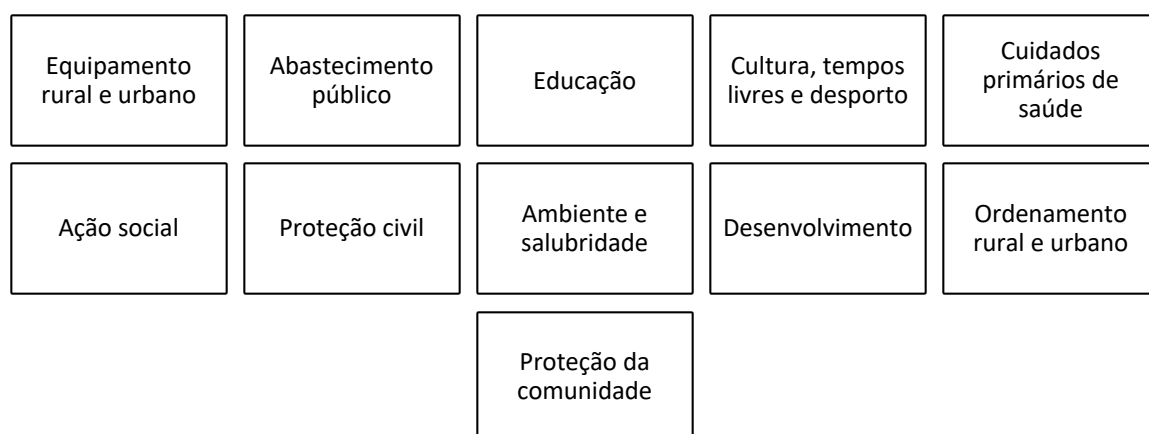 Equipamento
rural e urbano
Abastecimento
público
Educação
Cultura, tempos
livres e desporto
Cuidados
primários de
saúde
Ação social
Proteção civil
Ambiente e
salubridade
Desenvolvimento
Ordenamento
rural e urbano
Proteção da
comunidade